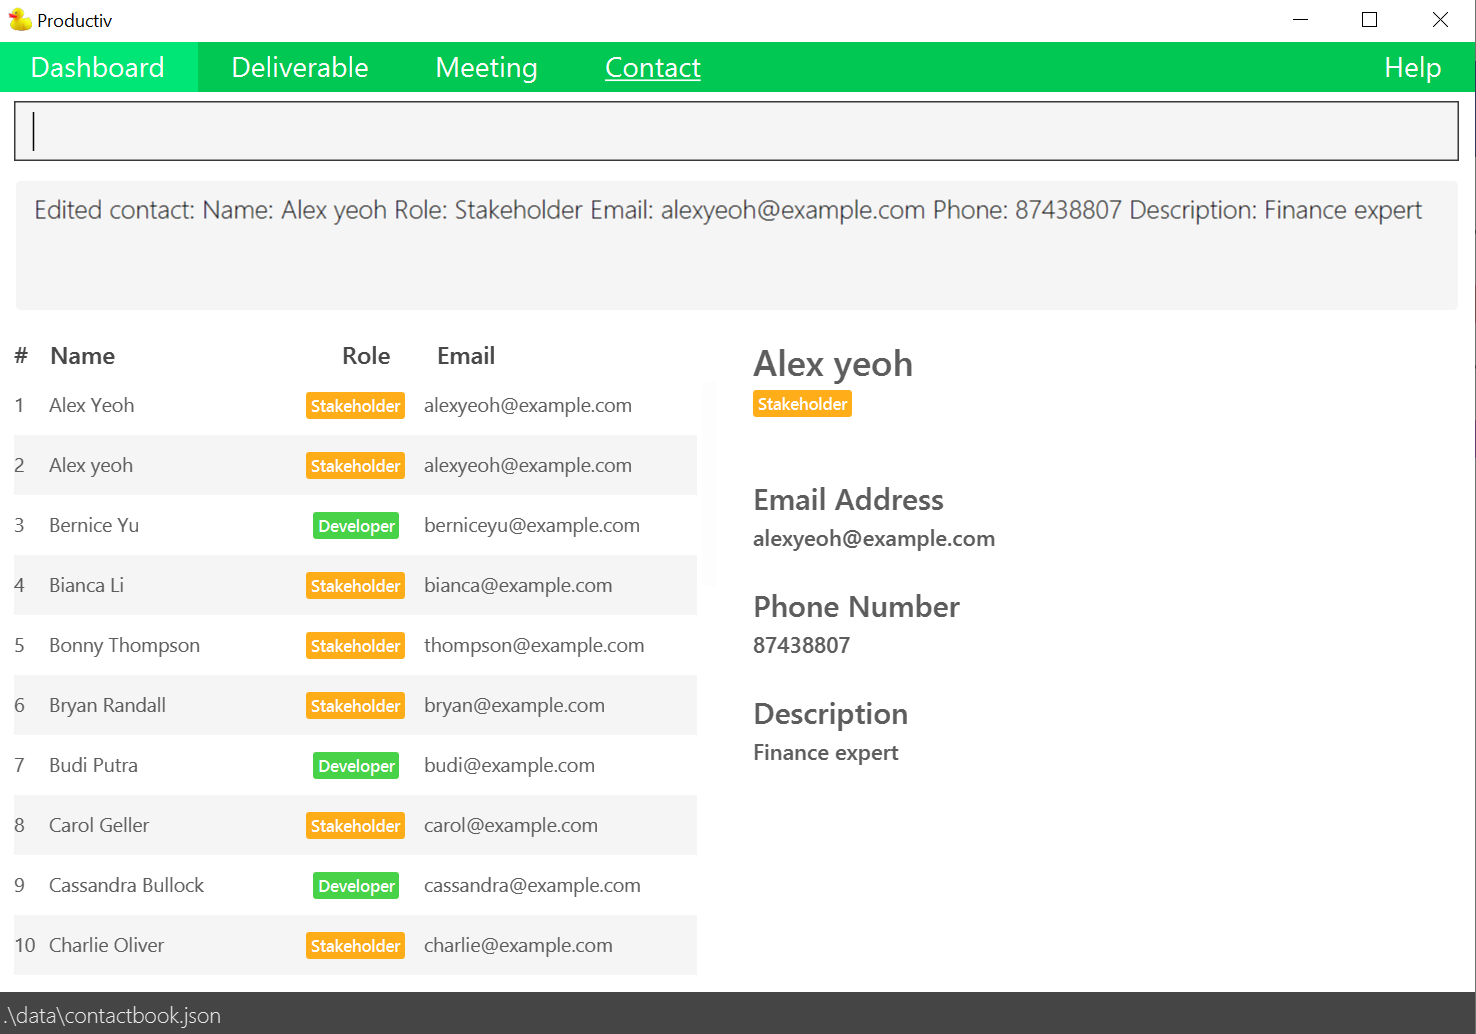 Productiv
Dashboard Deliverable Meeting Contact Help
Edited contact: Name: Alex yeoh Role: Stakeholder Email: alexyeoh@example.com Phone: 87438807 Description: Finance expert
# Name Role Email
1 Alex Yeoh Stakeholder alexyeoh@example.com
2 Alex yeoh Stakeholder alexyeoh@example.com
3 Bernice Yu Developer berniceyu@example.com
4 Bianca Li Stakeholder bianca@example.com
5 Bonny Thompson Stakeholder thompson@example.com
6 Bryan Randall Stakeholder bryan@example.com
7 Budi Putra Developer budi@example.com
8 Carol Geller Stakeholder carol@example.com
9 Cassandra Bullock Developer cassandra@example.com
10 Charlie Oliver Stakeholder charlie@example.com
Alex yeoh
Stakeholder
Email Address
alexyeoh@example.com
Phone Number
87438807
Description
Finance expert
.\data\contactbook.json